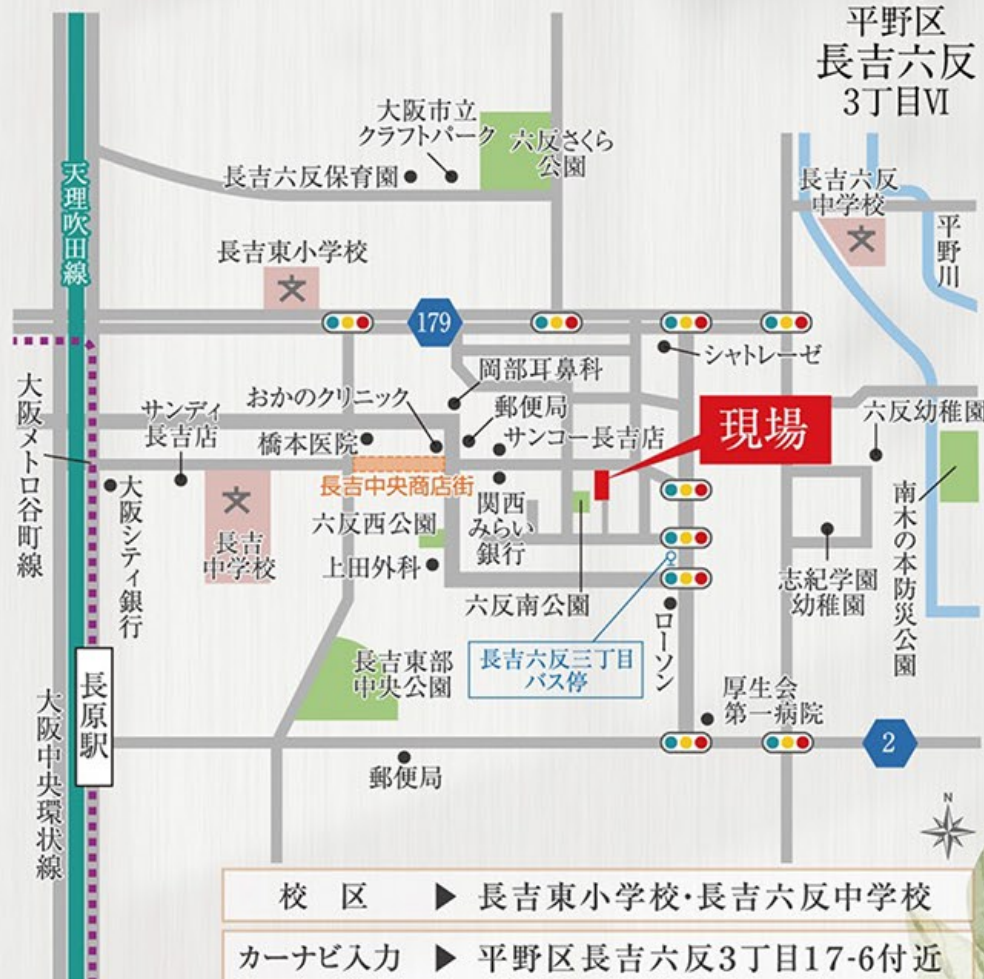 平野区
長吉六反
3丁目Ⅵ
大阪市立
クラフトパーク
六反さくら
公園
長吉六反保育園
長吉六反
中学校
平野川
天理吹田線
長吉東小学校
179
シャトレーゼ
岡部耳鼻科
おかのクリニック
郵便局
サンディ
長吉店
橋本医院
サンコー長吉店
現場
六反幼稚園
大阪メトロ谷町線
長吉中央商店街
大阪シティ銀行
長吉
中学校
六反西公園
関西
みらい
銀行
上田外科
六反南公園
志紀学園
幼稚園
南木の本防災公園
長吉六反三丁目
バス停
ローソン
長吉東部
中央公園
長原駅
厚生会
第一病院
2
大阪中央環状線
郵便局
N
校区 ▶ 長吉東小学校・長吉六反中学校
カーナビ入力 ▶ 平野区長吉六反3丁目17-6付近